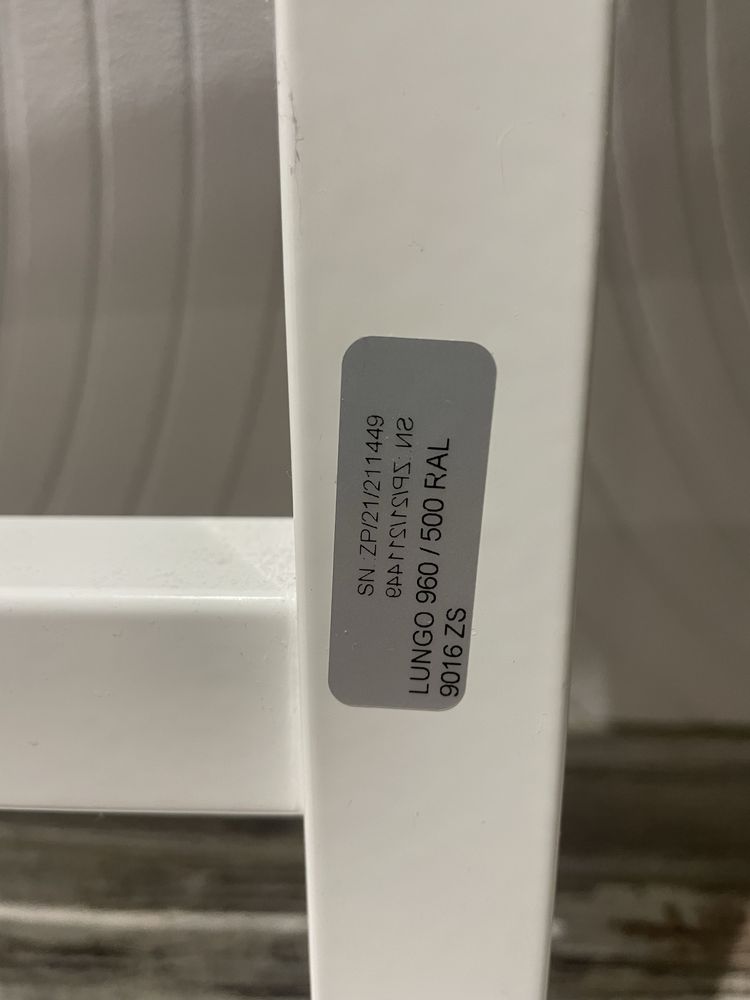 SN.:ZP/21/211449
SN.:ZP/21/211449
LUNGO 960 / 500 RAL
9016 ZS